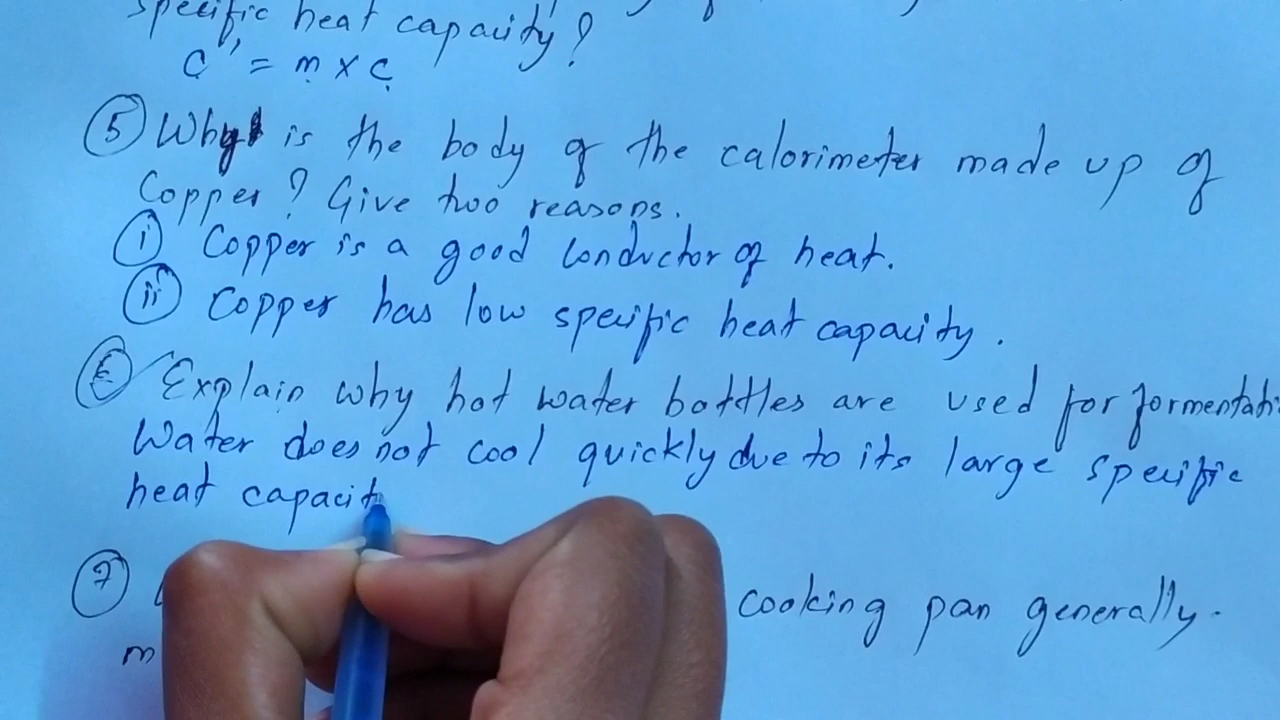 specific heat capacity?
C' = m × c
5 Why is the body of the calorimeter made up of
Copper? Give two reasons.
i Copper is a good conductor of heat.
ii Copper has low specific heat capacity.
6 Explain why hot water bottles are used for formentati
Water does not cool quickly due to its large specific
heat capacit
7 cooking pan generally.
m